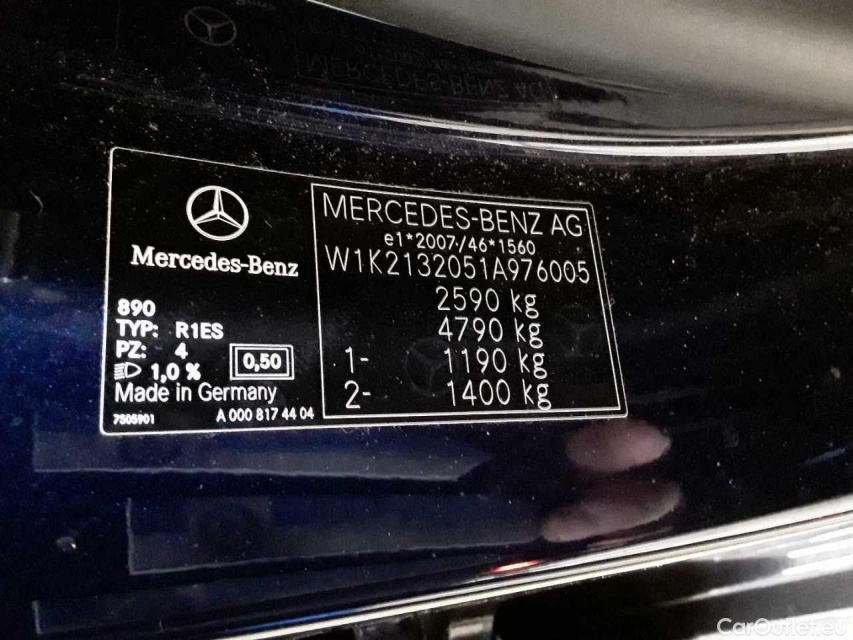 Mercedes-Benz
890
TYP: R1ES
PZ: 4
1,0 %
0,50
Made in Germany
7505901
A 000 817 44 04
MERCEDES-BENZ AG
e1*2007/46*1560
W1K2132051A976005
2590 kg
4790 kg
1- 1190 kg
2- 1400 kg
CarOutlet.eu